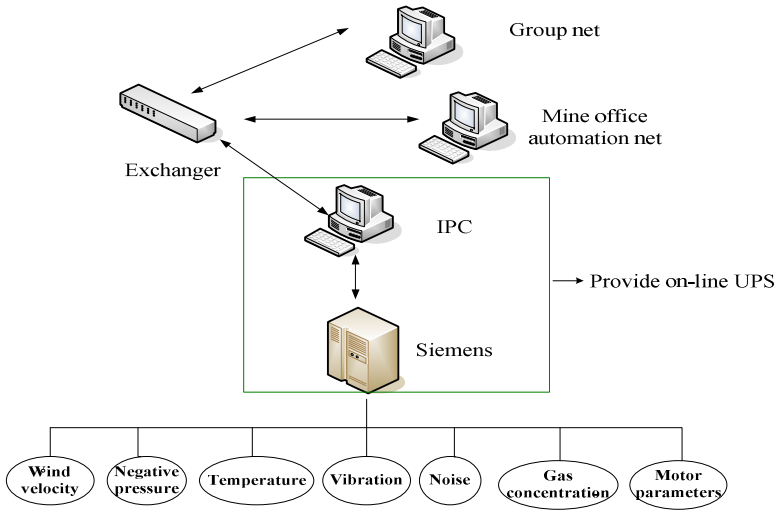 Group net
Mine office
automation net
Exchanger
IPC
Provide on-line UPS
Siemens
Wind
velocity
Negative
pressure
Temperature
Vibration
Noise
Gas
concentration
Motor
parameters